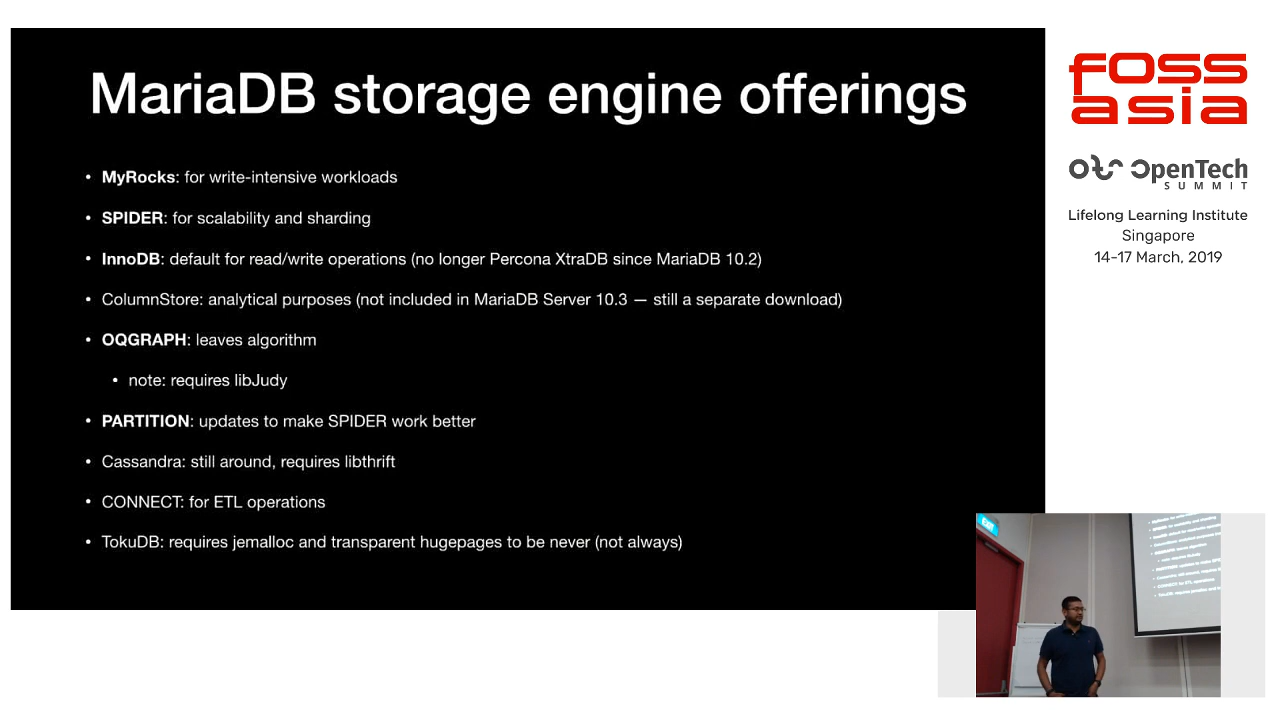 MariaDB storage engine offerings
• MyRocks: for write-intensive workloads
• SPIDER: for scalability and sharding
• InnoDB: default for read/write operations (no longer Percona XtraDB since MariaDB 10.2)
• ColumnStore: analytical purposes (not included in MariaDB Server 10.3 — still a separate download)
• OQGRAPH: leaves algorithm
• note: requires libJudy
• PARTITION: updates to make SPIDER work better
• Cassandra: still around, requires libthrift
• CONNECT: for ETL operations
• TokuDB: requires jemalloc and transparent hugepages to be never (not always)
foss
asia
OpenTech
SUMMIT
Lifelong Learning Institute
Singapore
14-17 March, 2019
EXIT